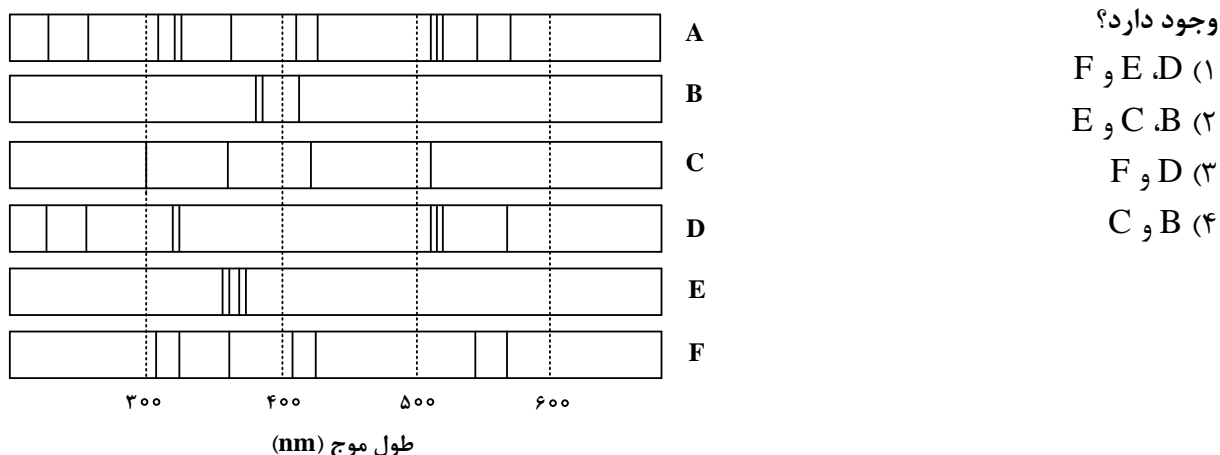 وجود دارد؟
۱) E ،D و F
۲) C ،B و E
۳) D و F
۴) B و C
A
B
C
D
E
F
۳۰۰ ۴۰۰ ۵۰۰ ۶۰۰
طول موج (nm)